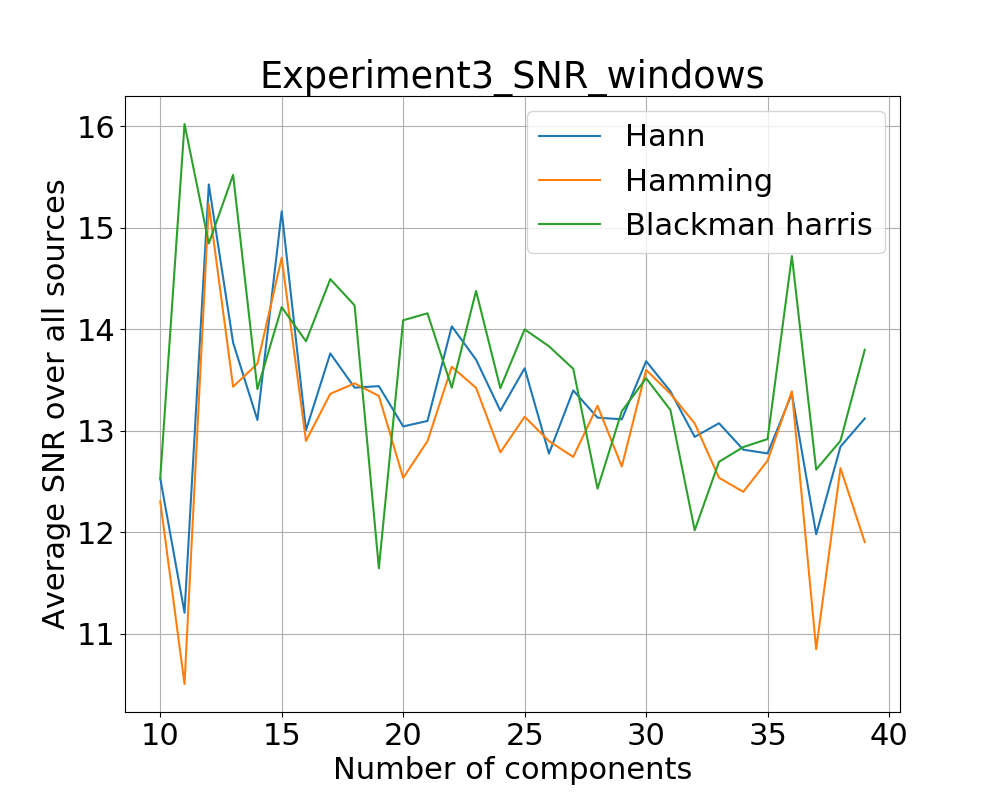 Experiment3_SNR_windows
Hann
Hamming
Blackman harris
Average SNR over all sources
16
15
14
13
12
11
10 15 20 25 30 35 40
Number of components